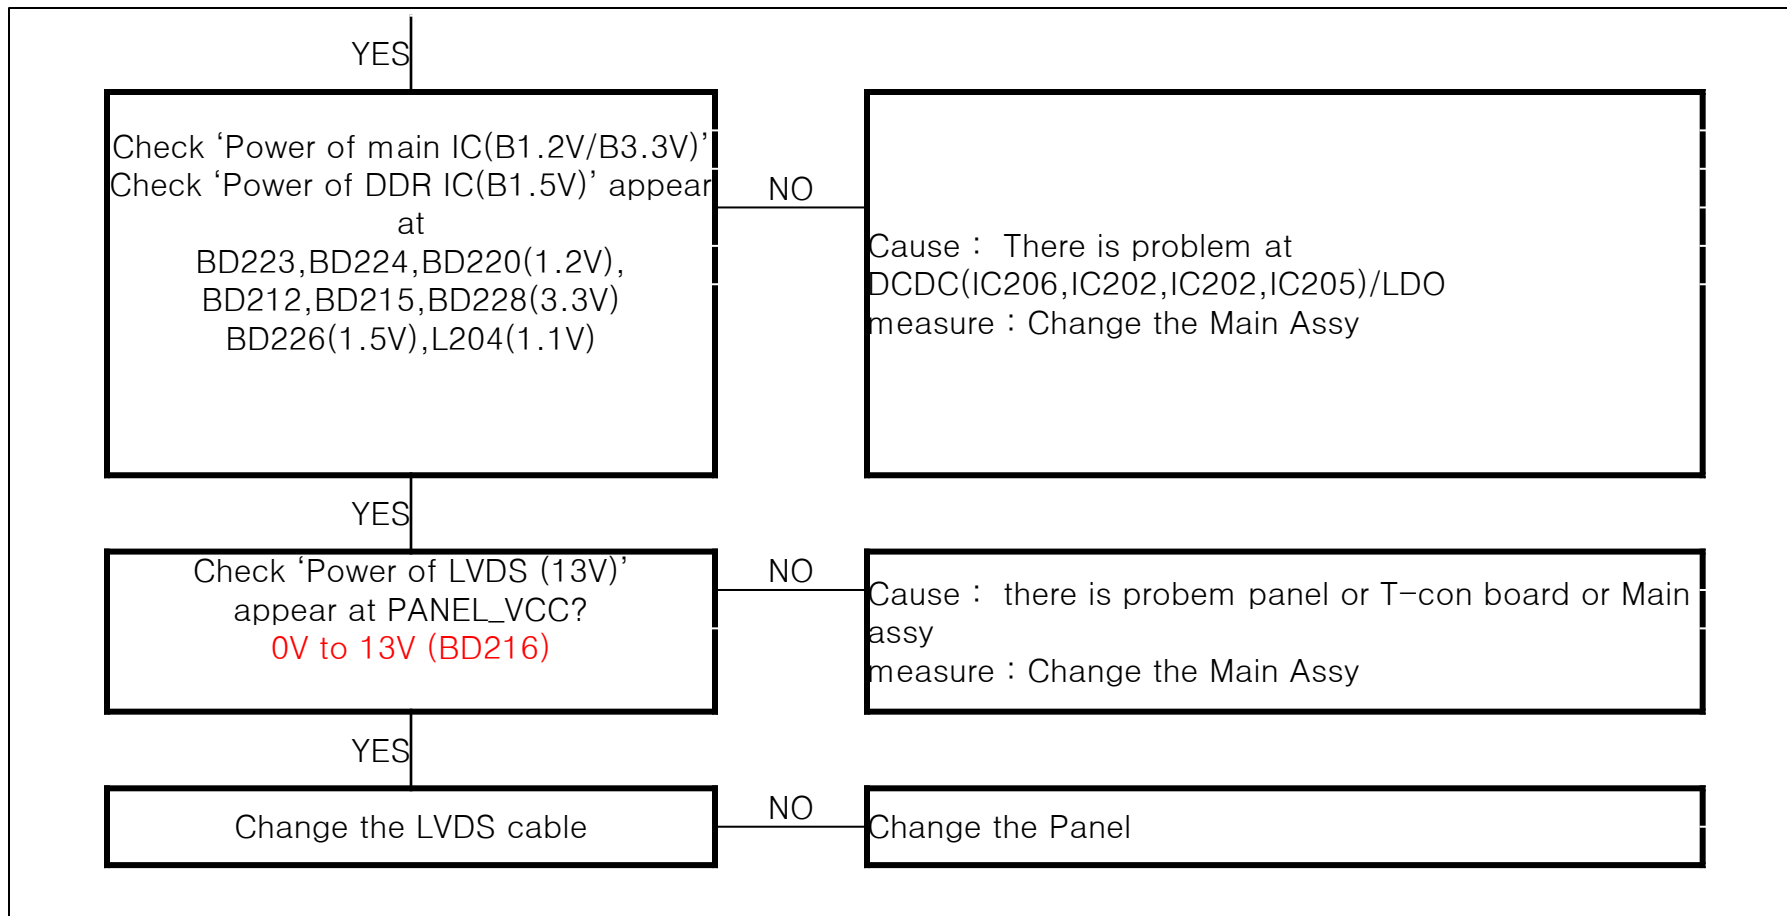 YES
Check ‘Power of main IC(B1.2V/B3.3V)’
Check ‘Power of DDR IC(B1.5V)’ appear
at
BD223,BD224,BD220(1.2V),
BD212,BD215,BD228(3.3V)
BD226(1.5V),L204(1.1V)
NO
Cause : There is problem at
DCDC(IC206,IC202,IC202,IC205)/LDO
measure : Change the Main Assy
YES
Check ‘Power of LVDS (13V)’
appear at PANEL_VCC?
0V to 13V (BD216)
NO
Cause : there is probem panel or T-con board or Main
assy
measure : Change the Main Assy
YES
Change the LVDS cable
NO
Change the Panel